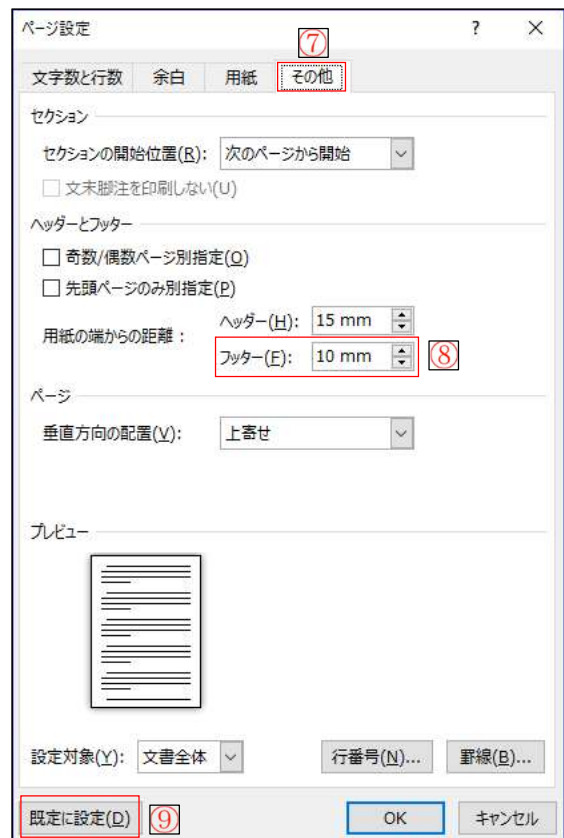 ページ設定 ?
⑦
文字数と行数 余白 用紙 その他
セクション
セクションの開始位置(R): 次のページから開始
文末脚注を印刷しない(U)
ヘッダーとフッター
奇数/偶数ページ別指定(O)
先頭ページのみ別指定(P)
用紙の端からの距離： ヘッダー(H): 15 mm
フッター(F): 10 mm ⑧
ページ
垂直方向の配置(V): 上寄せ
プレビュー
設定対象(Y): 文書全体 行番号(N)... 罫線(B)...
既定に設定(D) ⑨ OK キャンセル